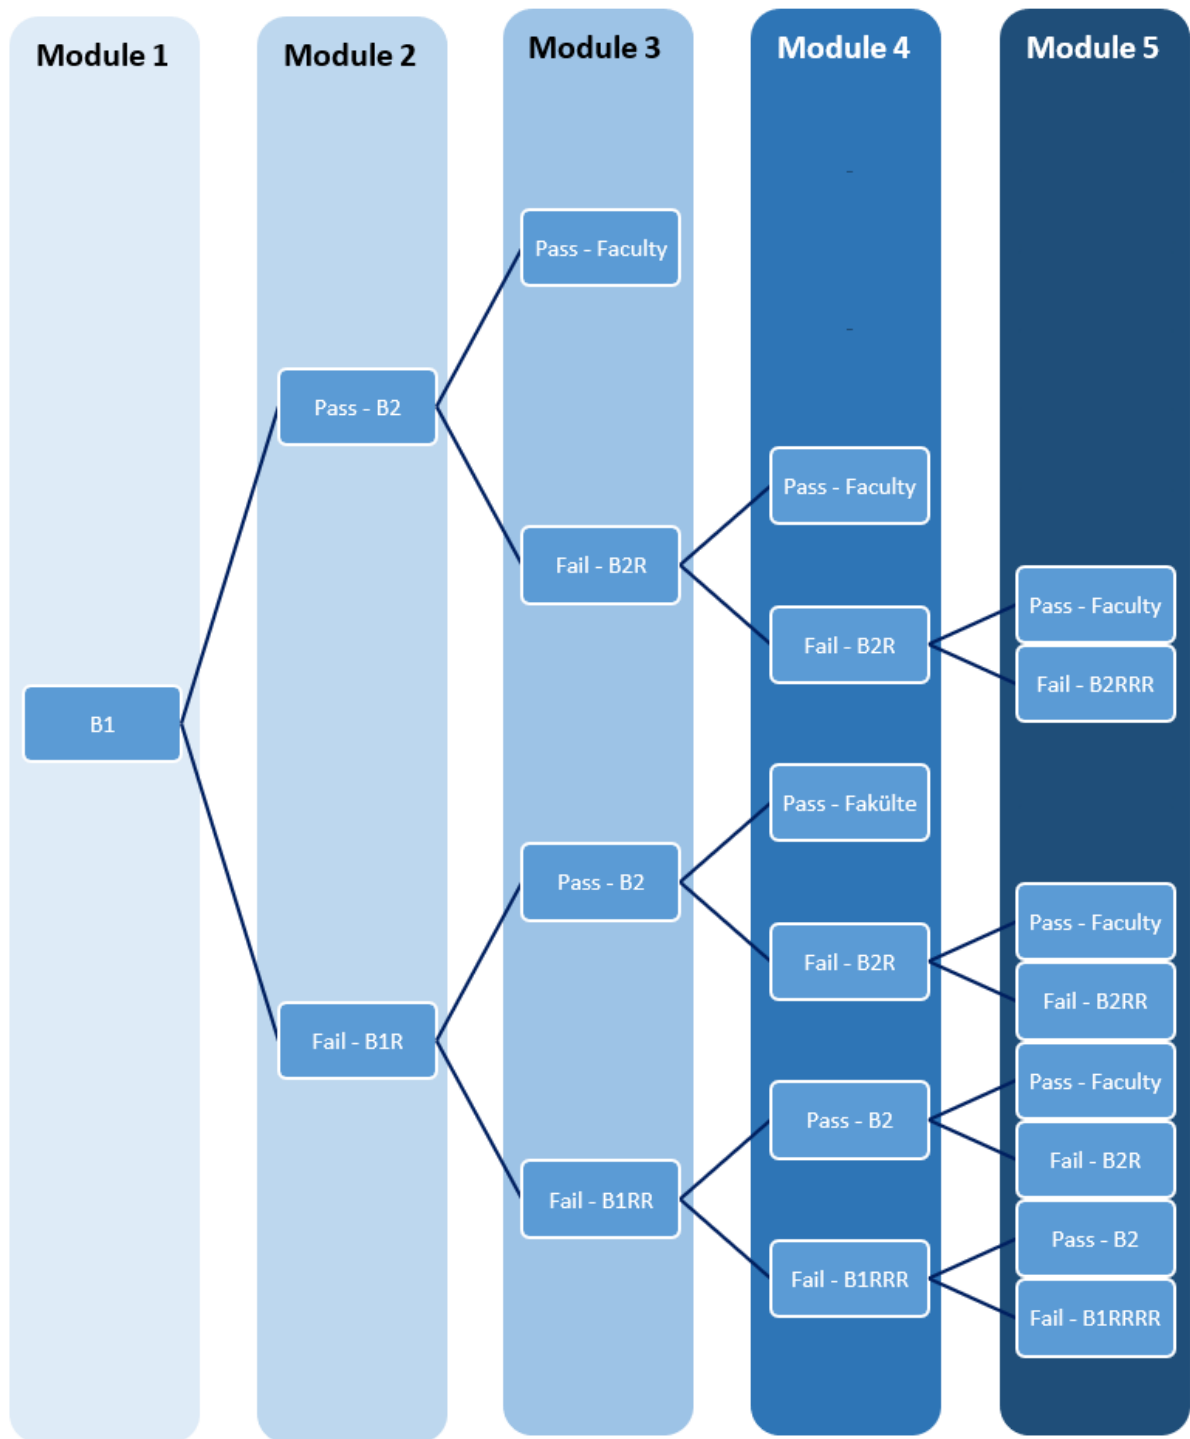 Module 1
Module 2
Module 3
Module 4
Module 5
-
Pass - Faculty
-
Pass - B2
Pass - Faculty
Fail - B2R
Pass - Faculty
Fail - B2R
Fail - B2RRR
B1
Pass - Fakülte
Pass - B2
Pass - Faculty
Fail - B2R
Fail - B2RR
Fail - B1R
Pass - Faculty
Pass - B2
Fail - B2R
Fail - B1RR
Pass - B2
Fail - B1RRR
Fail - B1RRRR